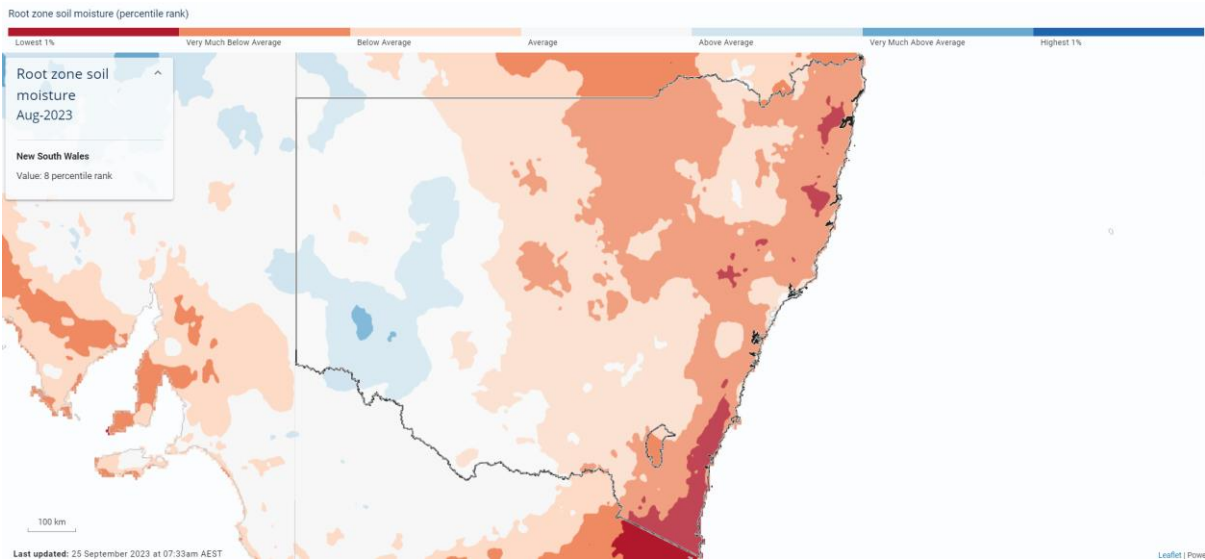 Root zone soil moisture (percentile rank)
Lowest 1% Very Much Below Average Below Average Average Above Average Very Much Above Average Highest 1%
Root zone soil
moisture
Aug-2023
New South Wales
Value: 8 percentile rank
100 km
Last updated: 25 September 2023 at 07:33am AEST
Leaflet | Powe